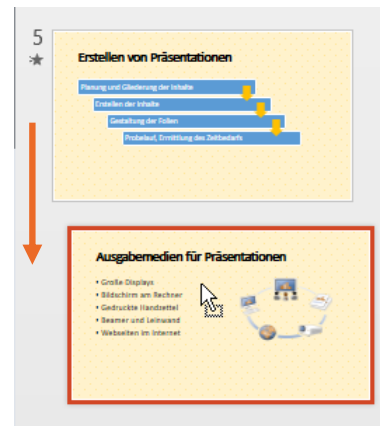 5
Erstellen von Präsentationen
Planung und Gliederung der Inhalte
Erstellen der Inhalte
Gestaltung der Folien
Probelauf, Ermittlung des Zeitbedarfs
Ausgabemedien für Präsentationen
• Große Displays
• Bildschirm am Rechner
• Gedruckte Handzettel
• Beamer und Leinwand
• Webseiten im Internet